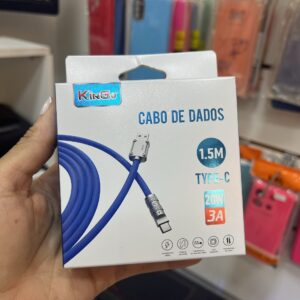 KinGo
CABO DE DADOS
1.5M
TYPE-C
20W
3A